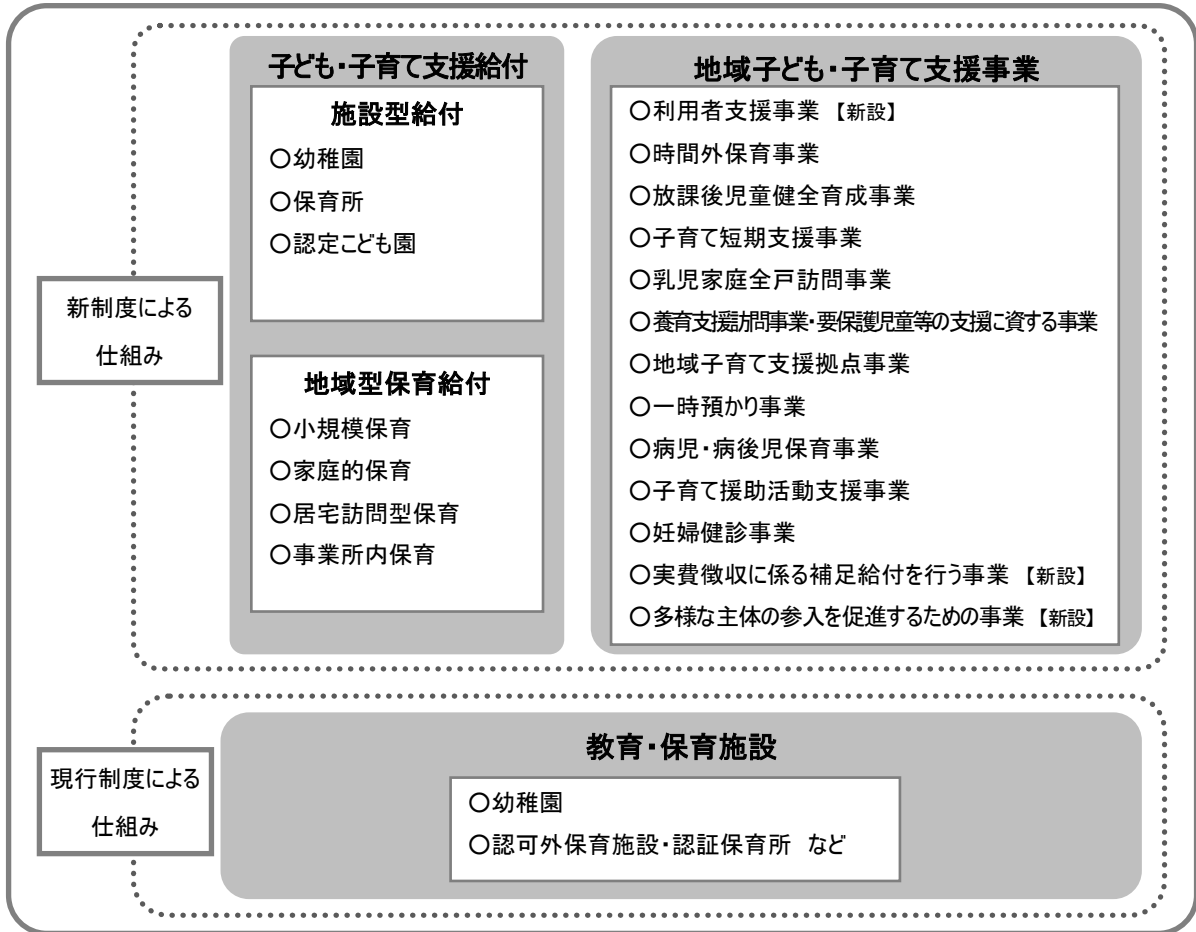 新制度による
仕組み
子ども・子育て支援給付
施設型給付
○幼稚園
○保育所
○認定こども園
地域型保育給付
○小規模保育
○家庭的保育
○居宅訪問型保育
○事業所内保育
地域子ども・子育て支援事業
○利用者支援事業 【新設】
○時間外保育事業
○放課後児童健全育成事業
○子育て短期支援事業
○乳児家庭全戸訪問事業
○養育支援訪問事業・要保護児童等の支援に資する事業
○地域子育て支援拠点事業
○一時預かり事業
○病児・病後児保育事業
○子育て援助活動支援事業
○妊婦健診事業
○実費徴収に係る補足給付を行う事業 【新設】
○多様な主体の参入を促進するための事業 【新設】
現行制度による
仕組み
教育・保育施設
○幼稚園
○認可外保育施設・認証保育所 など